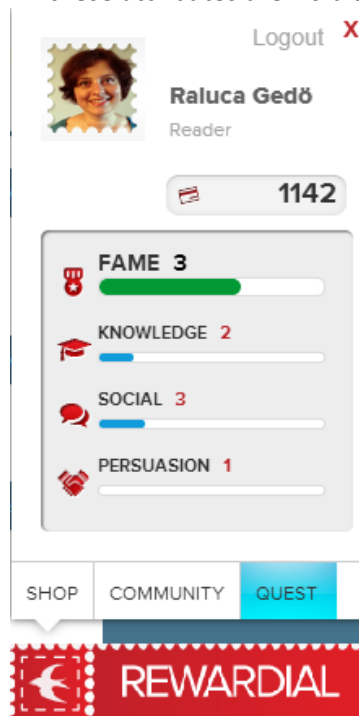 Logout X
Raluca Gedö
Reader
1142
FAME 3
KNOWLEDGE 2
SOCIAL 3
PERSUASION 1
SHOP COMMUNITY QUEST
REWARDIAL